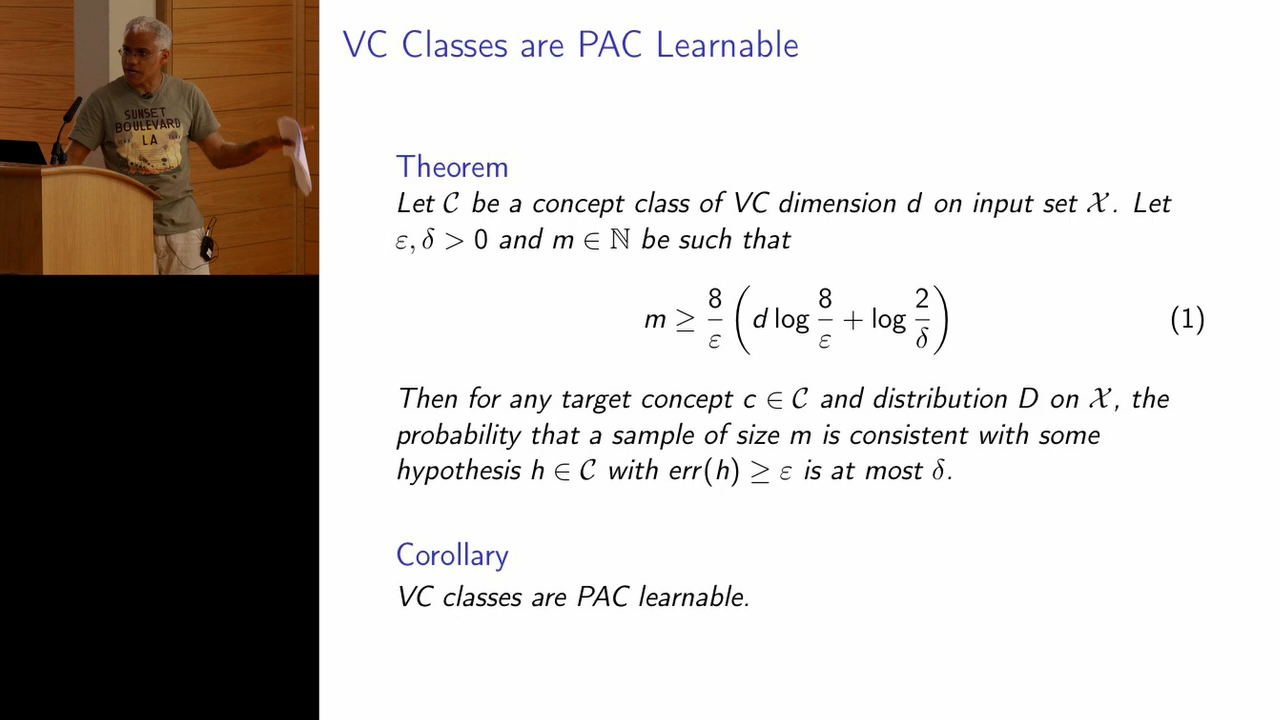 VC Classes are PAC Learnable
Theorem
Let 𝒞 be a concept class of VC dimension d on input set 𝒳. Let
ε, δ > 0 and m ∈ ℕ be such that
m ≥ 8/ε (d log 8/ε + log 2/δ) (1)
Then for any target concept c ∈ 𝒞 and distribution D on 𝒳, the
probability that a sample of size m is consistent with some
hypothesis h ∈ 𝒞 with err(h) ≥ ε is at most δ.
Corollary
VC classes are PAC learnable.
SUNSET
BOULEVARD
LA